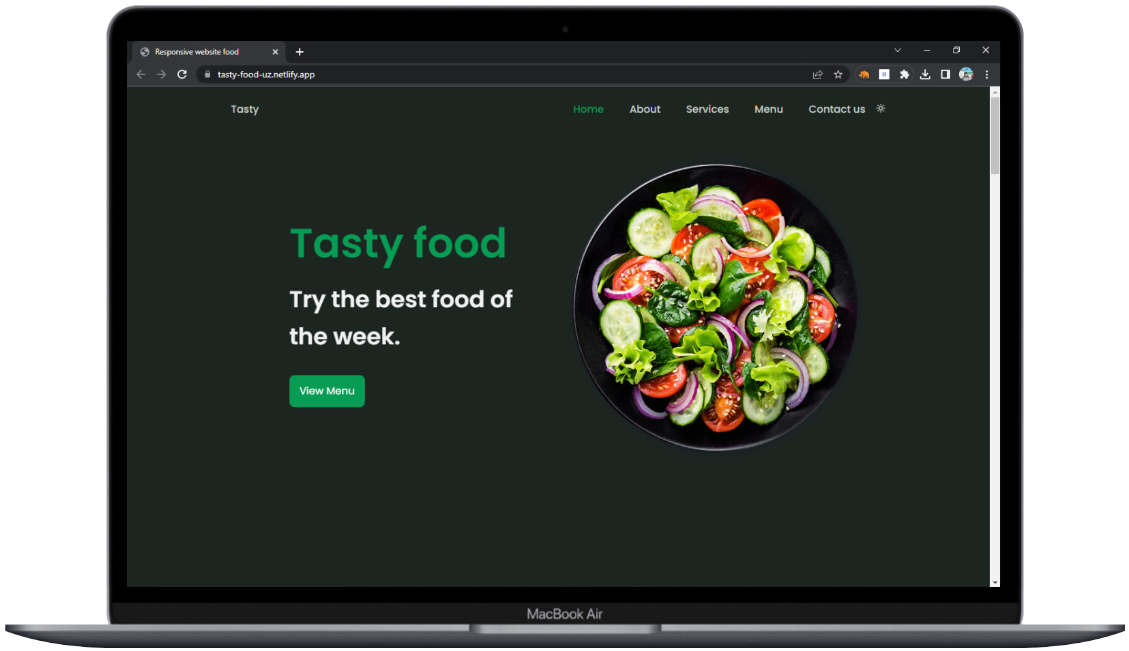 Responsive website food
tasty-food-uz.netlify.app
Tasty
Home About Services Menu Contact us
Tasty food
Try the best food of
the week.
View Menu
MacBook Air